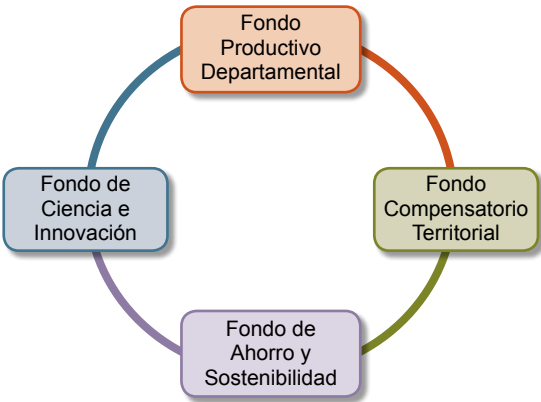 Fondo
Productivo
Departamental
Fondo
Compensatorio
Territorial
Fondo de
Ahorro y
Sostenibilidad
Fondo de
Ciencia e
Innovación